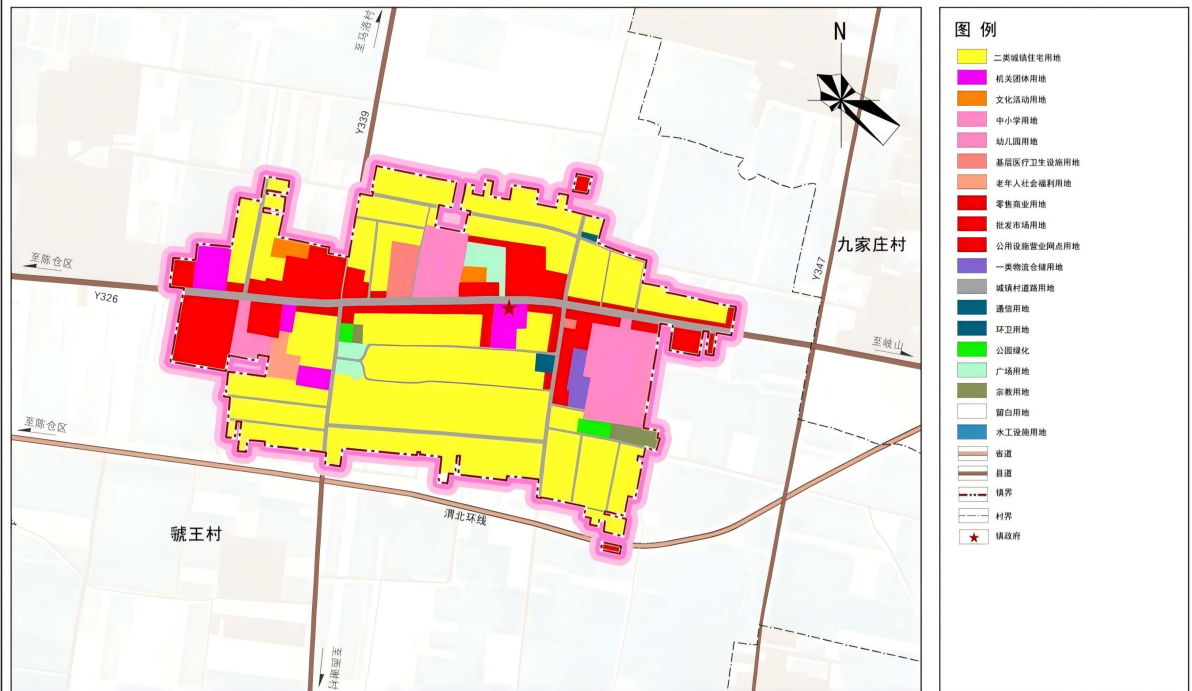 至马洛村
N
Y339
九家庄村
至陈仓区
Y347
Y326
至岐山
至陈仓区
渭北环线
虢王村
图 例
二类城镇住宅用地
机关团体用地
文化活动用地
中小学用地
幼儿园用地
基层医疗卫生设施用地
老年人社会福利用地
零售商业用地
批发市场用地
公用设施营业网点用地
一类物流仓储用地
城镇村道路用地
通信用地
环卫用地
公园绿化
广场用地
宗教用地
留白用地
水工设施用地
省道
县道
镇界
村界
镇政府